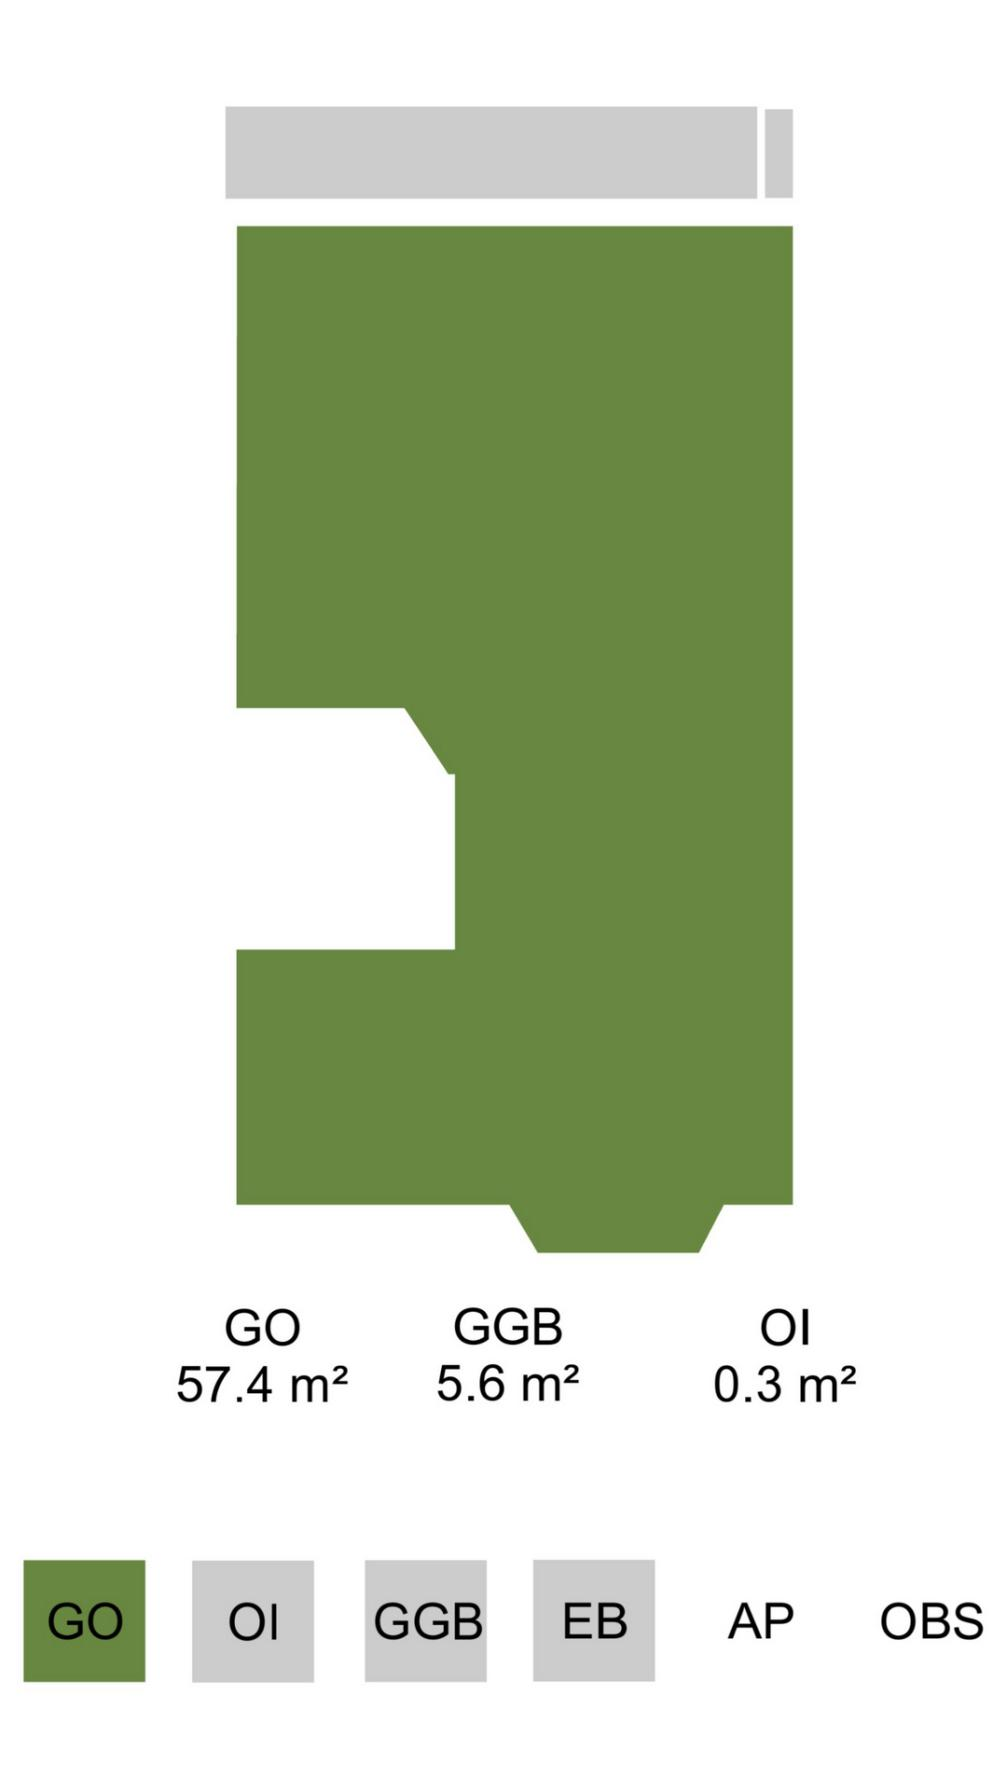 GO GGB OI
57.4 m² 5.6 m² 0.3 m²
GO OI GGB EB AP OBS